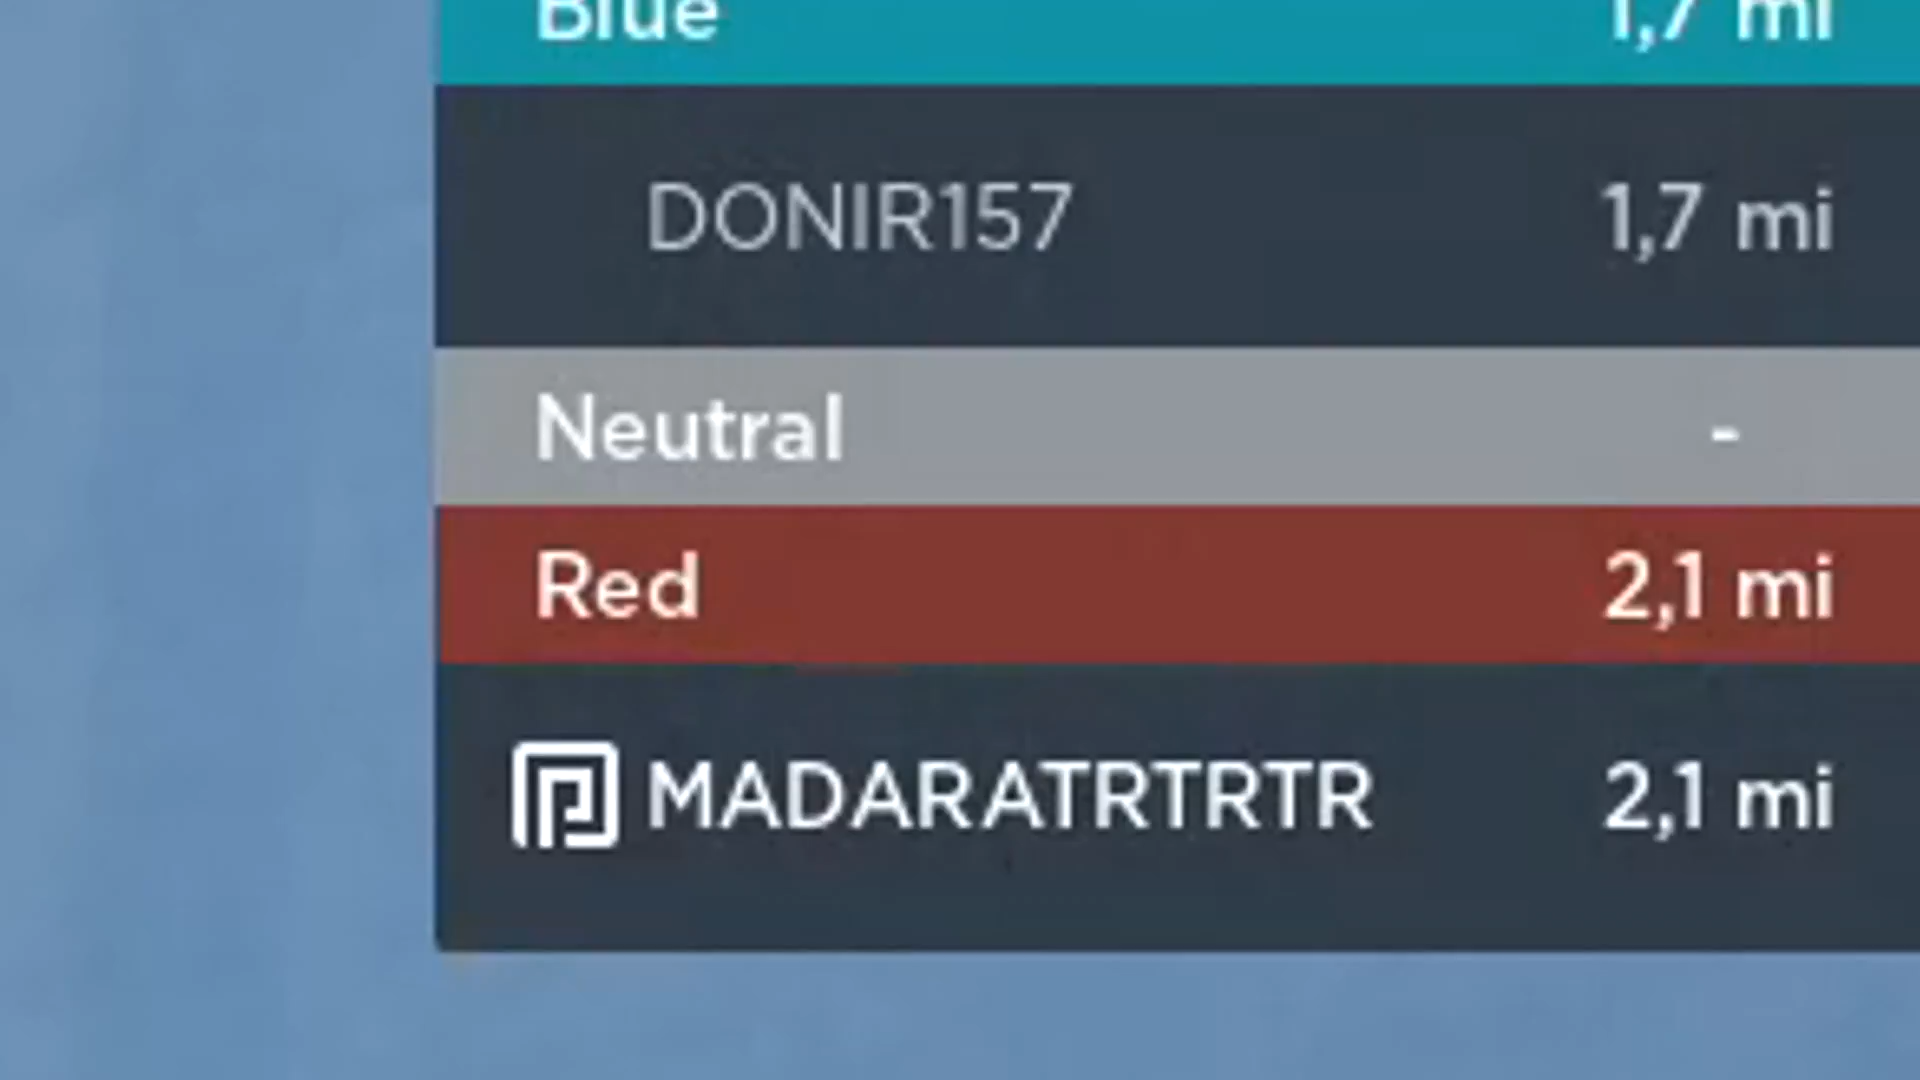 Blue 1,7 mi
DONIR157 1,7 mi
Neutral -
Red 2,1 mi
MADARATRTRTR 2,1 mi